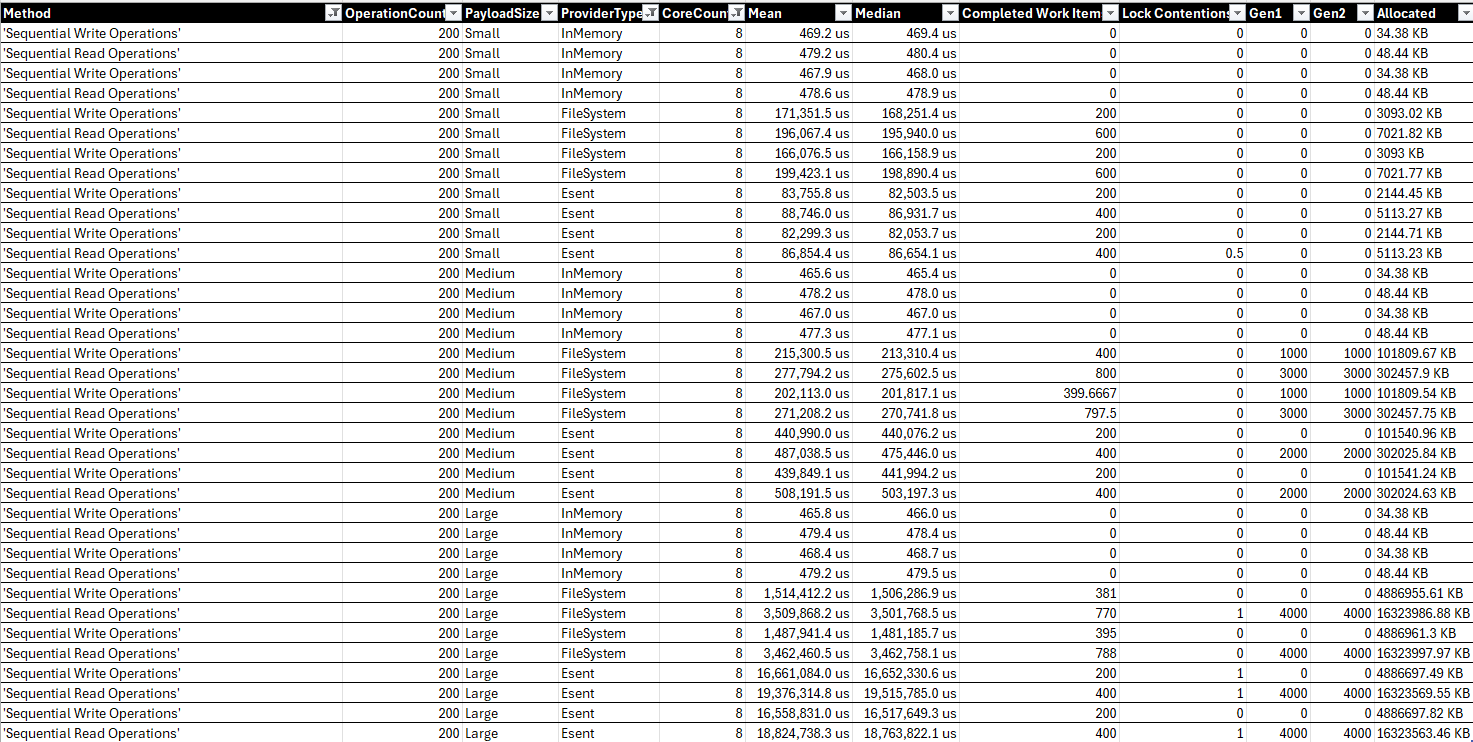 Method OperationCount PayloadSize ProviderType CoreCount Mean Median Completed Work Items Lock Contentions Gen1 Gen2 Allocated
'Sequential Write Operations' 200 Small InMemory 8 469.2 us 469.4 us 0 0 0 0 34.38 KB
'Sequential Read Operations' 200 Small InMemory 8 479.2 us 480.4 us 0 0 0 0 48.44 KB
'Sequential Write Operations' 200 Small InMemory 8 467.9 us 468.0 us 0 0 0 0 34.38 KB
'Sequential Read Operations' 200 Small InMemory 8 478.6 us 478.9 us 0 0 0 0 48.44 KB
'Sequential Write Operations' 200 Small FileSystem 8 171,351.5 us 168,251.4 us 200 0 0 0 3093.02 KB
'Sequential Read Operations' 200 Small FileSystem 8 196,067.4 us 195,940.0 us 600 0 0 0 7021.82 KB
'Sequential Write Operations' 200 Small FileSystem 8 166,076.5 us 166,158.9 us 200 0 0 0 3093 KB
'Sequential Read Operations' 200 Small FileSystem 8 199,423.1 us 198,890.4 us 600 0 0 0 7021.77 KB
'Sequential Write Operations' 200 Small Esent 8 83,755.8 us 82,503.5 us 200 0 0 0 2144.45 KB
'Sequential Read Operations' 200 Small Esent 8 88,746.0 us 86,931.7 us 400 0 0 0 5113.27 KB
'Sequential Write Operations' 200 Small Esent 8 82,299.3 us 82,053.7 us 200 0 0 0 2144.71 KB
'Sequential Read Operations' 200 Small Esent 8 86,854.4 us 86,654.1 us 400 0.5 0 0 5113.23 KB
'Sequential Write Operations' 200 Medium InMemory 8 465.6 us 465.4 us 0 0 0 0 34.38 KB
'Sequential Read Operations' 200 Medium InMemory 8 478.2 us 478.0 us 0 0 0 0 48.44 KB
'Sequential Write Operations' 200 Medium InMemory 8 467.0 us 467.0 us 0 0 0 0 34.38 KB
'Sequential Read Operations' 200 Medium InMemory 8 477.3 us 477.1 us 0 0 0 0 48.44 KB
'Sequential Write Operations' 200 Medium FileSystem 8 215,300.5 us 213,310.4 us 400 0 1000 1000 101809.67 KB
'Sequential Read Operations' 200 Medium FileSystem 8 277,794.2 us 275,602.5 us 800 0 3000 3000 302457.9 KB
'Sequential Write Operations' 200 Medium FileSystem 8 202,113.0 us 201,817.1 us 399.6667 0 1000 1000 101809.54 KB
'Sequential Read Operations' 200 Medium FileSystem 8 271,208.2 us 270,741.8 us 797.5 0 3000 3000 302457.75 KB
'Sequential Write Operations' 200 Medium Esent 8 440,990.0 us 440,076.2 us 200 0 0 0 101540.96 KB
'Sequential Read Operations' 200 Medium Esent 8 487,038.5 us 475,446.0 us 400 0 2000 2000 302025.84 KB
'Sequential Write Operations' 200 Medium Esent 8 439,849.1 us 441,994.2 us 200 0 0 0 101541.24 KB
'Sequential Read Operations' 200 Medium Esent 8 508,191.5 us 503,197.3 us 400 0 2000 2000 302024.63 KB
'Sequential Write Operations' 200 Large InMemory 8 465.8 us 466.0 us 0 0 0 0 34.38 KB
'Sequential Read Operations' 200 Large InMemory 8 479.4 us 478.4 us 0 0 0 0 48.44 KB
'Sequential Write Operations' 200 Large InMemory 8 468.4 us 468.7 us 0 0 0 0 34.38 KB
'Sequential Read Operations' 200 Large InMemory 8 479.2 us 479.5 us 0 0 0 0 48.44 KB
'Sequential Write Operations' 200 Large FileSystem 8 1,514,412.2 us 1,506,286.9 us 381 0 0 0 4886955.61 KB
'Sequential Read Operations' 200 Large FileSystem 8 3,509,868.2 us 3,501,768.5 us 770 1 4000 4000 16323986.88 KB
'Sequential Write Operations' 200 Large FileSystem 8 1,487,941.4 us 1,481,185.7 us 395 0 0 0 4886961.3 KB
'Sequential Read Operations' 200 Large FileSystem 8 3,462,460.5 us 3,462,758.1 us 788 0 4000 4000 16323997.97 KB
'Sequential Write Operations' 200 Large Esent 8 16,661,084.0 us 16,652,330.6 us 200 1 0 0 4886697.49 KB
'Sequential Read Operations' 200 Large Esent 8 19,376,314.8 us 19,515,785.0 us 400 1 4000 4000 16323569.55 KB
'Sequential Write Operations' 200 Large Esent 8 16,558,831.0 us 16,517,649.3 us 200 0 0 0 4886697.82 KB
'Sequential Read Operations' 200 Large Esent 8 18,824,738.3 us 18,763,822.1 us 400 1 4000 4000 16323563.46 KB